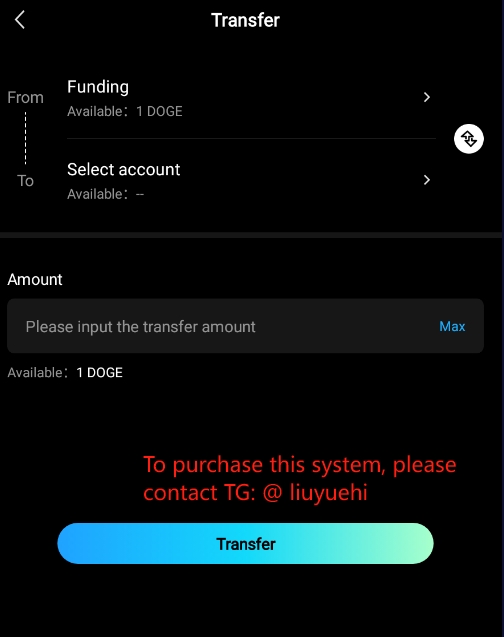 Transfer
From
Funding
Available： 1 DOGE
To
Select account
Available： --
Amount
Please input the transfer amount Max
Available： 1 DOGE
To purchase this system, please
contact TG: @ liuyuehi
Transfer